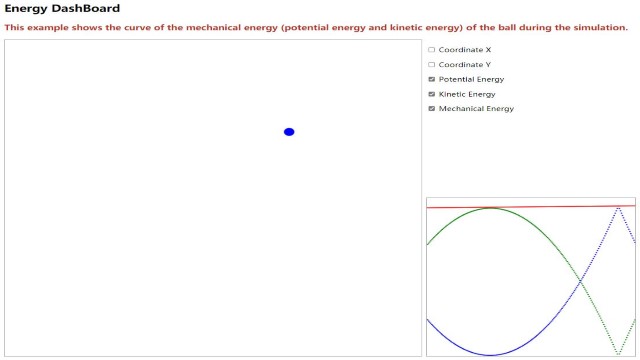 Energy DashBoard
This example shows the curve of the mechanical energy (potential energy and kinetic energy) of the ball during the simulation.
Coordinate X
Coordinate Y
Potential Energy
Kinetic Energy
Mechanical Energy